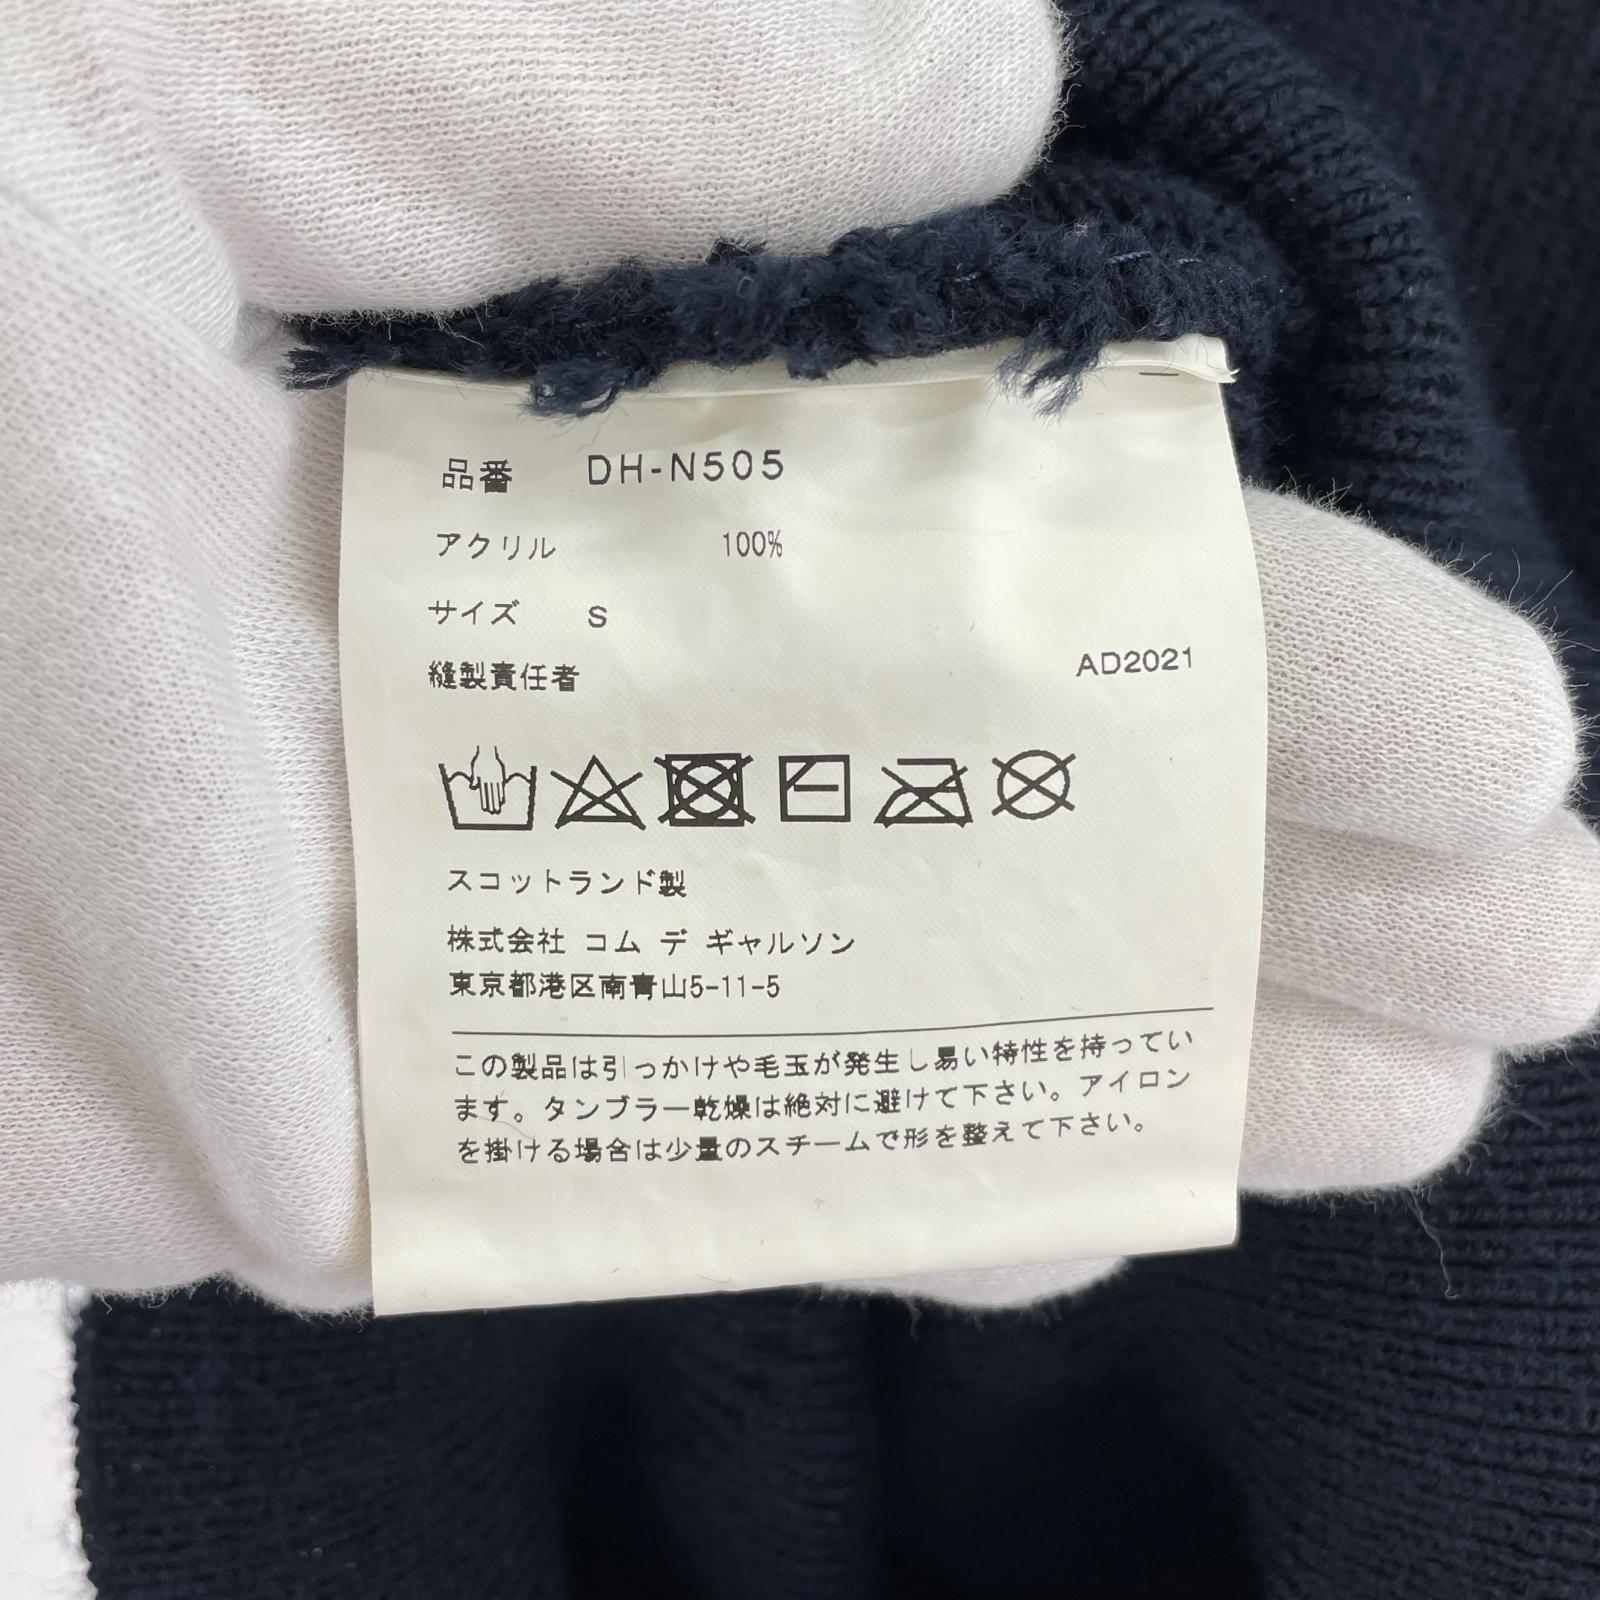 品番 DH-N505
アクリル 100%
サイズ S
縫製責任者 AD2021
スコットランド製
株式会社 コム デ ギャルソン
東京都港区南青山5-11-5
この製品は引っかけや毛玉が発生し易い特性を持ってい
ます。タンブラー乾燥は絶対に避けて下さい。アイロン
を掛ける場合は少量のスチームで形を整えて下さい。